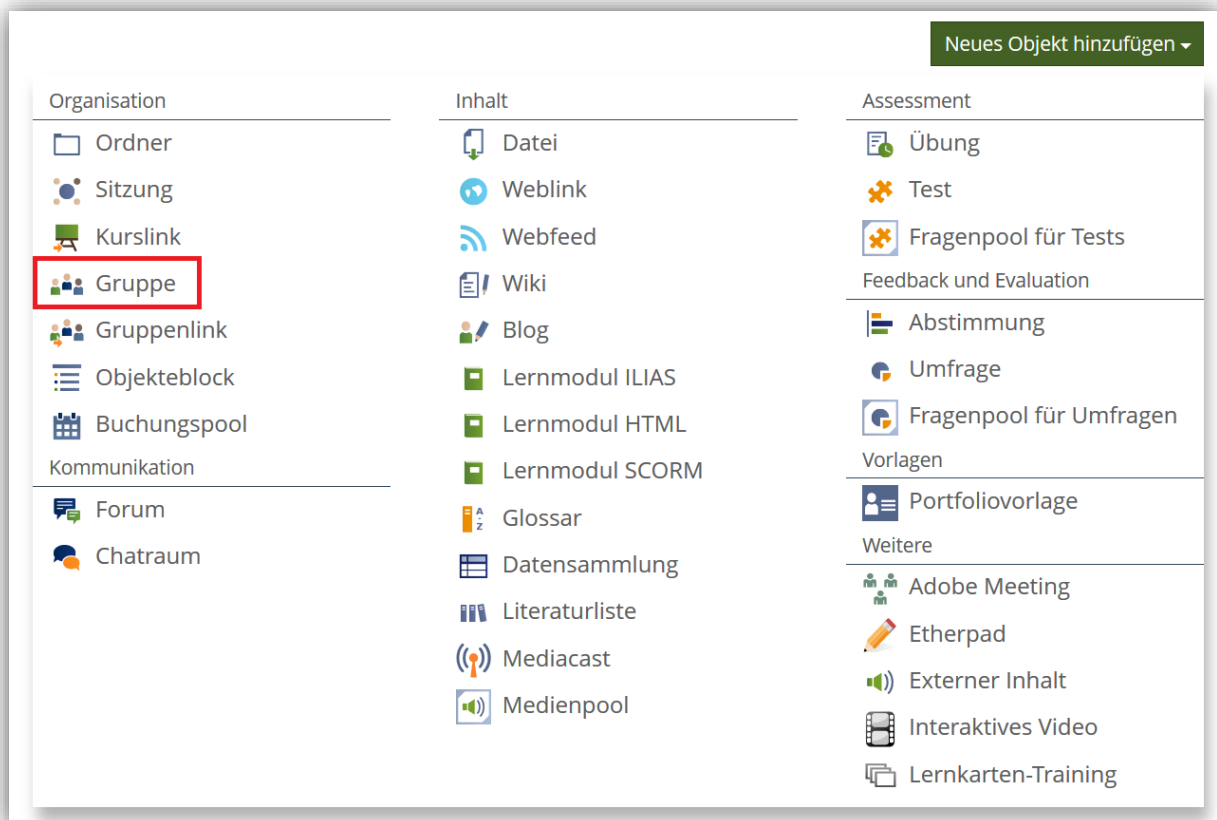 Neues Objekt hinzufügen
Organisation
Ordner
Sitzung
Kurslink
Gruppe
Gruppenlink
Objekteblock
Buchungspool
Kommunikation
Forum
Chatraum
Inhalt
Datei
Weblink
Webfeed
Wiki
Blog
Lernmodul ILIAS
Lernmodul HTML
Lernmodul SCORM
Glossar
Datensammlung
Literaturliste
Mediacast
Medienpool
Assessment
Übung
Test
Fragenpool für Tests
Feedback und Evaluation
Abstimmung
Umfrage
Fragenpool für Umfragen
Vorlagen
Portfoliovorlage
Weitere
Adobe Meeting
Etherpad
Externer Inhalt
Interaktives Video
Lernkarten-Training